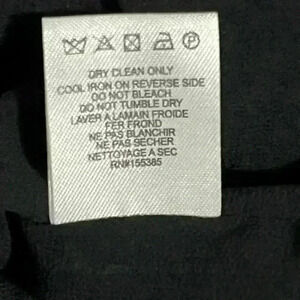 DRY CLEAN ONLY
COOL IRON ON REVERSE SIDE
DO NOT BLEACH
DO NOT TUMBLE DRY
LAVER A LAMAIN FROIDE
FER FROND
NE PAS BLANCHIR
NE PAS SECHER
NETTOYAGE A SEC
RN#155385